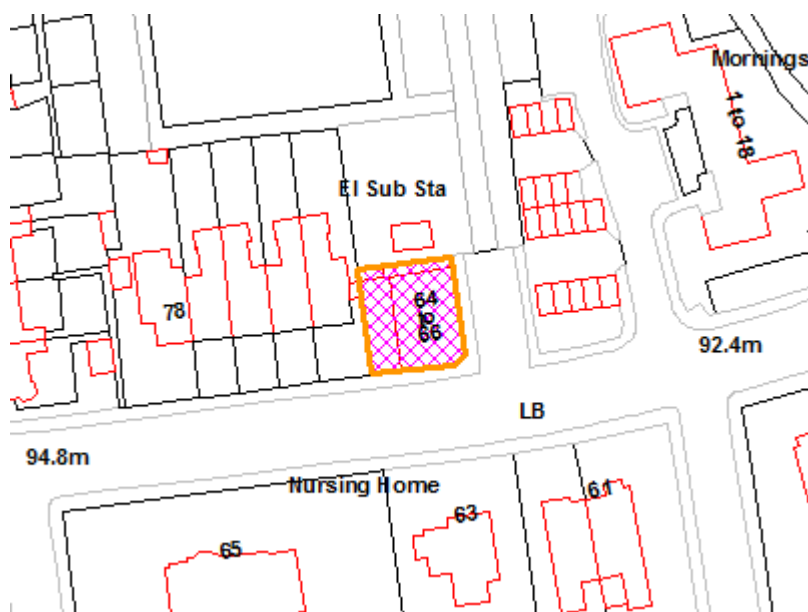 Mornings
1 to 48
El Sub Sta
64
to
66
78
92.4m
LB
94.8m
Nursing Home
61
63
65